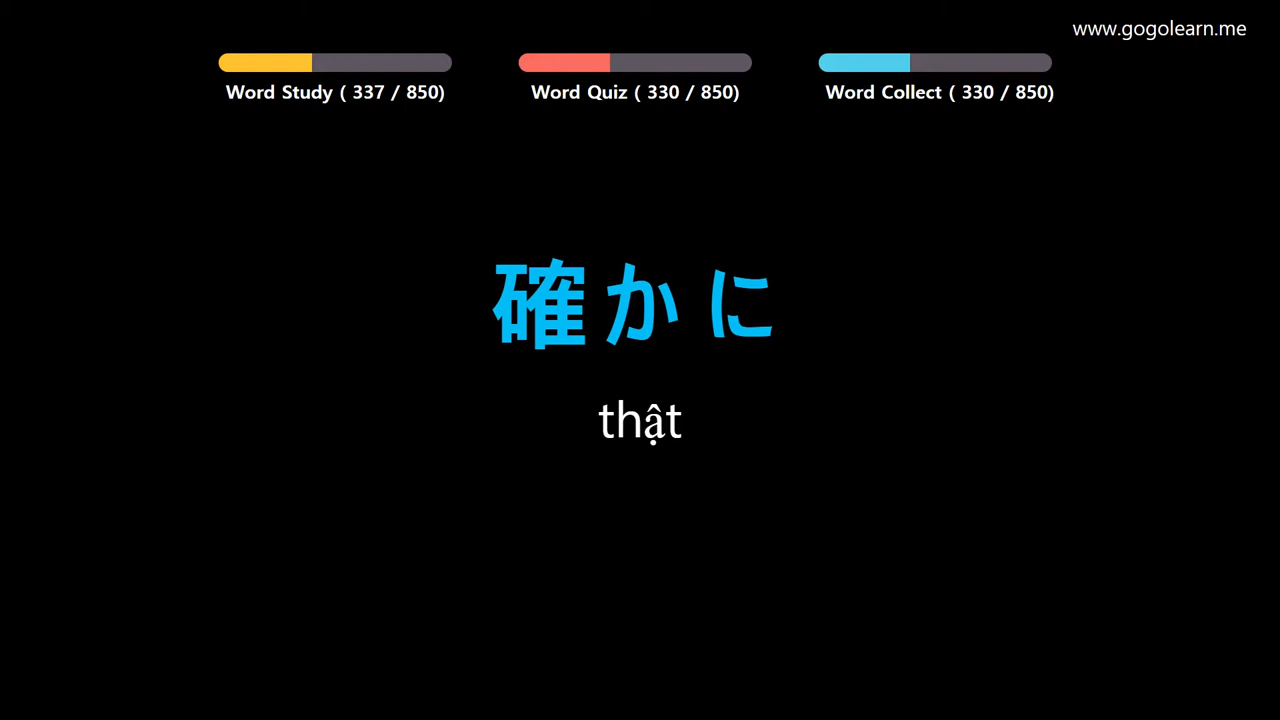 www.gogolearn.me
Word Study ( 337 / 850)
Word Quiz ( 330 / 850)
Word Collect ( 330 / 850)
確かに
thật